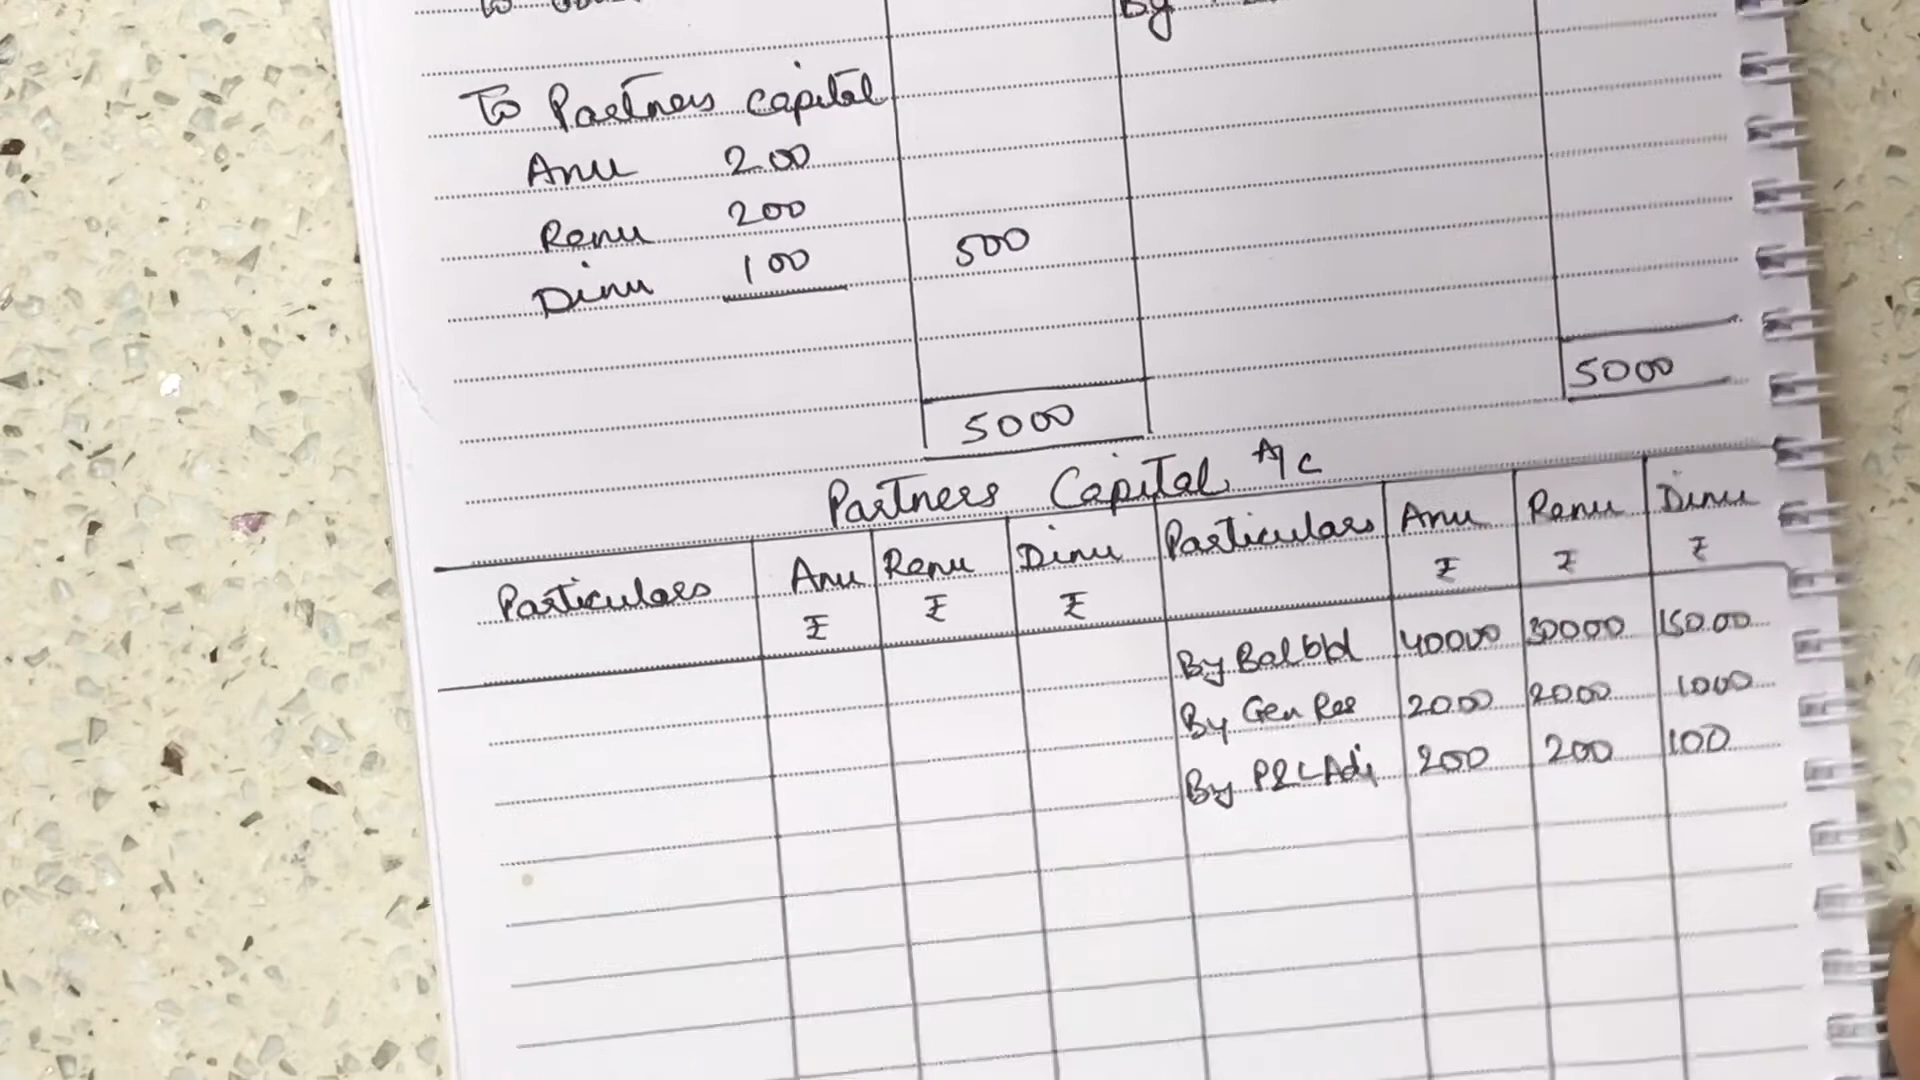 To
By
To Partners capital
Anu 200
Renu 200
Dinu 100 500
5000 5000
Partners Capital A/c
Particulars Anu Renu Dinu Particulars Anu Renu Dinu
₹ ₹ ₹ ₹ ₹ ₹
By Bal b/d 40000 30000 15000
By Gen Res 2000 2000 1000
By P&L Adj 200 200 100